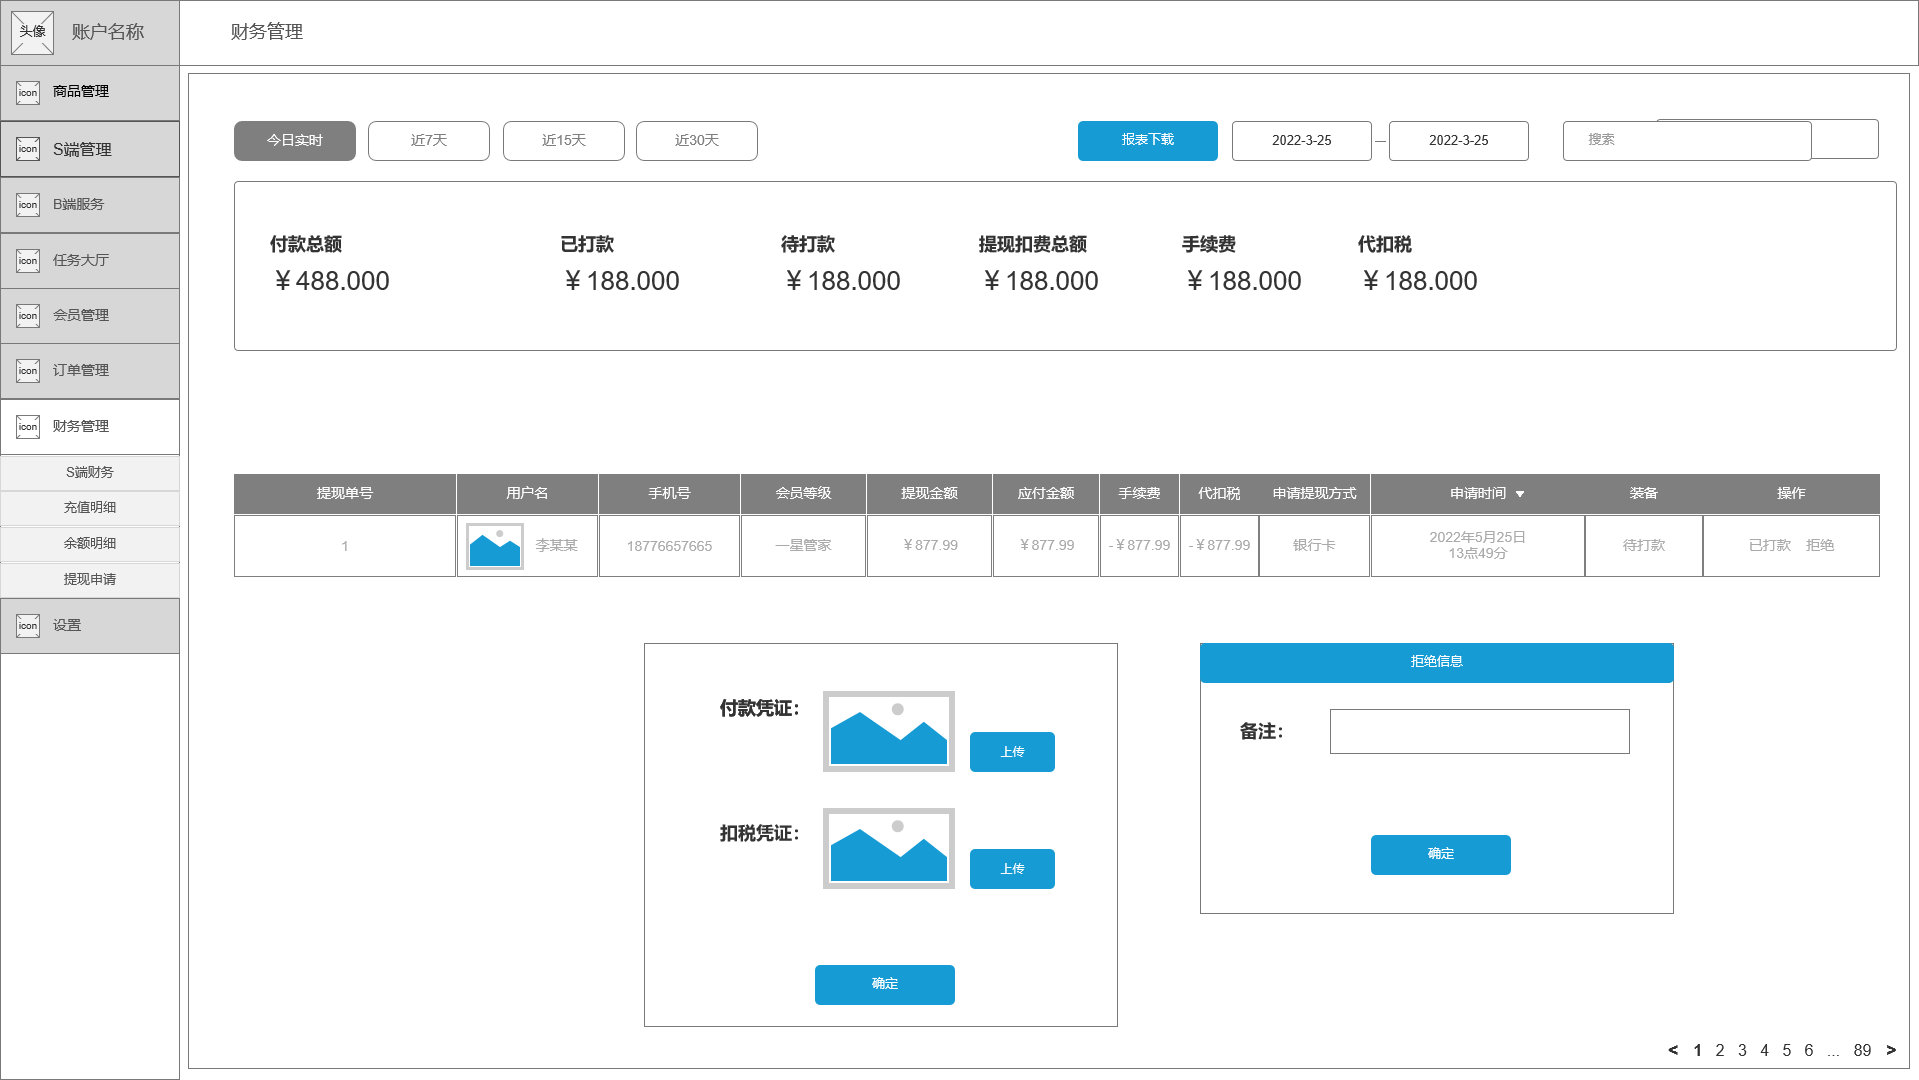 头像
账户名称
财务管理
icon 商品管理
icon S端管理
icon B端服务
icon 任务大厅
icon 会员管理
icon 订单管理
icon 财务管理
S端财务
充值明细
余额明细
提现申请
icon 设置
今日实时 近7天 近15天 近30天 报表下载 2022-3-25 — 2022-3-25 搜索
付款总额 已打款 待打款 提现扣费总额 手续费 代扣税
￥488.000 ￥188.000 ￥188.000 ￥188.000 ￥188.000 ￥188.000
提现单号 用户名 手机号 会员等级 提现金额 应付金额 手续费 代扣税 申请提现方式 申请时间 装备 操作
1 李某某 18776657665 一星管家 ￥877.99 ￥877.99 -￥877.99 -￥877.99 银行卡 2022年5月25日
13点49分 待打款 已打款 拒绝
付款凭证：
上传
扣税凭证：
上传
确定
拒绝信息
备注：
确定
< 1 2 3 4 5 6 ... 89 >